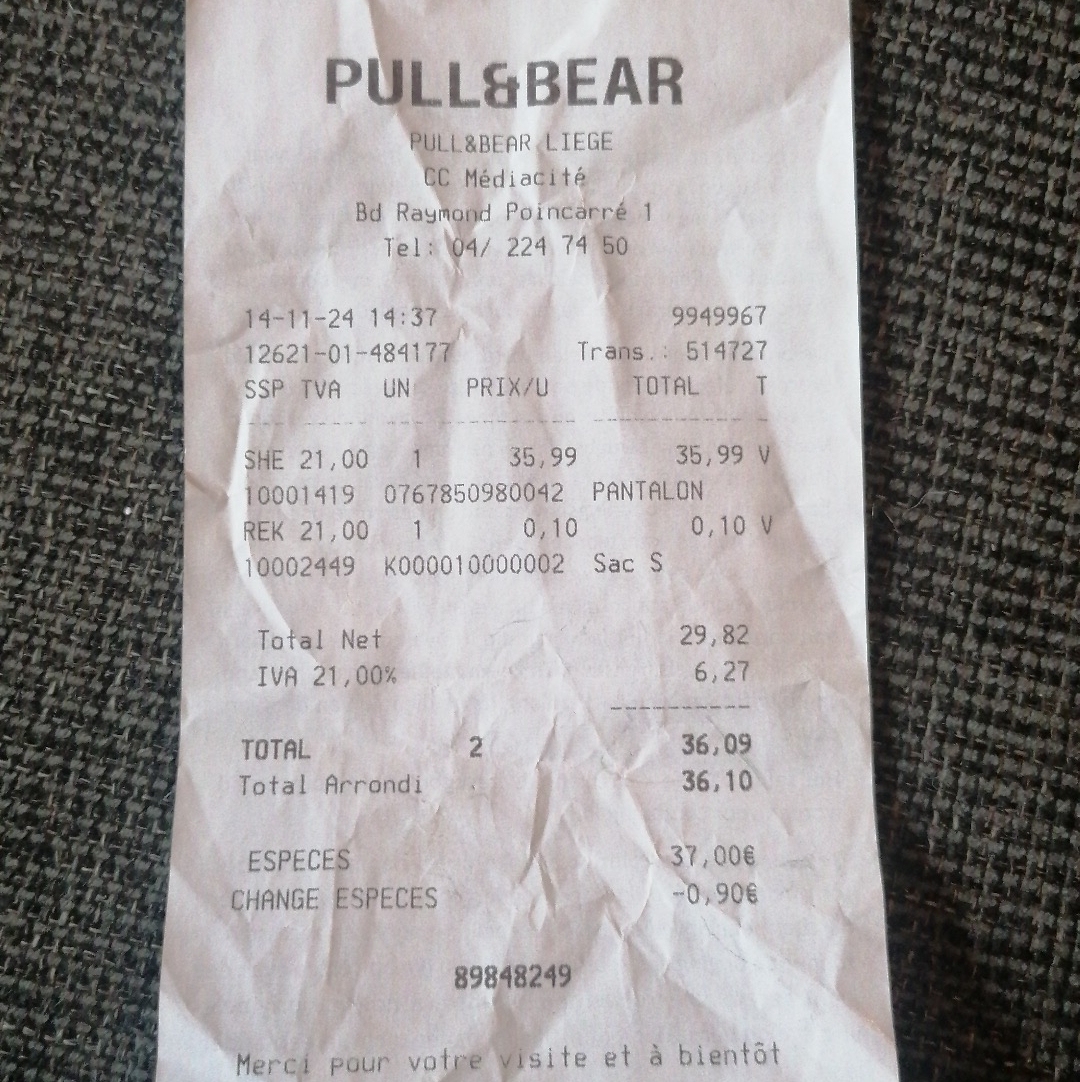 PULL&BEAR
PULL&BEAR LIEGE
CC Médiacité
Bd Raymond Poincarré 1
Tel: 04/ 224 74 50
14-11-24 14:37 9949967
12621-01-484177 Trans.: 514727
SSP TVA UN PRIX/U TOTAL T
SHE 21,00 1 35,99 35,99 V
10001419 0767850980042 PANTALON
REK 21,00 1 0,10 0,10 V
10002449 K000010000002 Sac S
Total Net 29,82
IVA 21,00% 6,27
TOTAL 2 36,09
Total Arrondi 36,10
ESPECES 37,00€
CHANGE ESPECES -0,90€
89848249
Merci pour votre visite et à bientôt